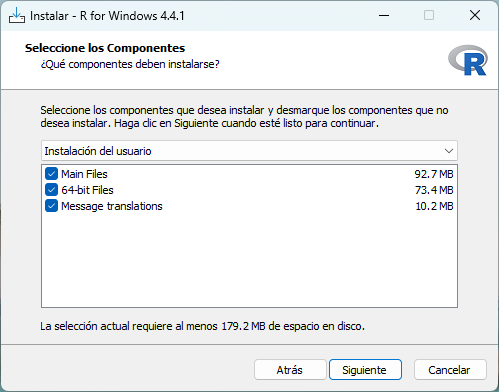 Instalar - R for Windows 4.4.1
Seleccione los Componentes
¿Qué componentes deben instalarse?
R
Seleccione los componentes que desea instalar y desmarque los componentes que no
desea instalar. Haga clic en Siguiente cuando esté listo para continuar.
Instalación del usuario
Main Files 92.7 MB
64-bit Files 73.4 MB
Message translations 10.2 MB
La selección actual requiere al menos 179.2 MB de espacio en disco.
Atrás Siguiente Cancelar